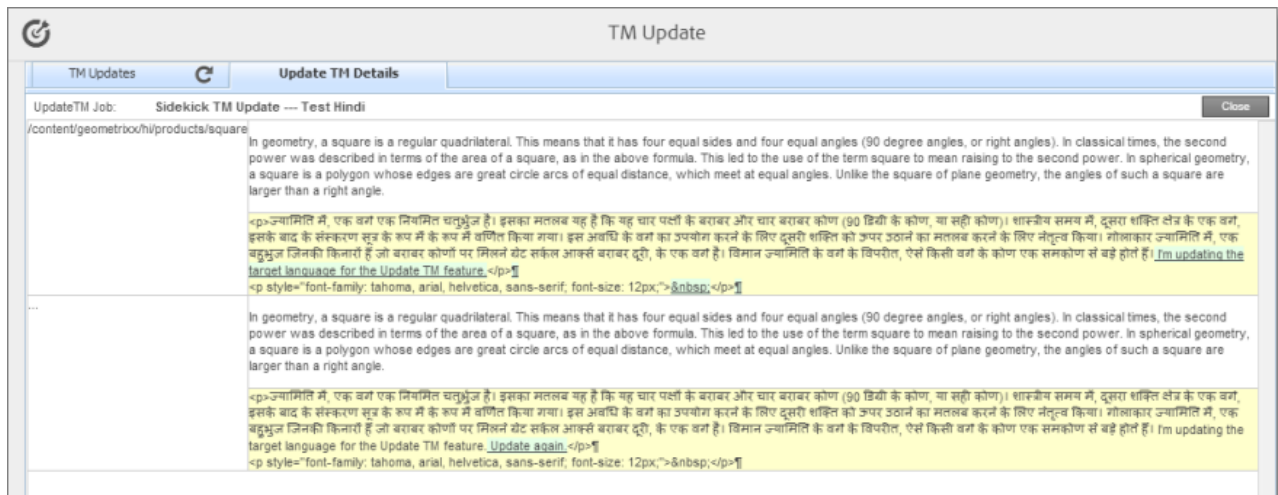 TM Update
TM Updates
Update TM Details
UpdateTM Job: Sidekick TM Update --- Test Hindi
Close
/content/geometrixx/hi/products/square
In geometry, a square is a regular quadrilateral. This means that it has four equal sides and four equal angles (90 degree angles, or right angles). In classical times, the second
power was described in terms of the area of a square, as in the above formula. This led to the use of the term square to mean raising to the second power. In spherical geometry,
a square is a polygon whose edges are great circle arcs of equal distance, which meet at equal angles. Unlike the square of plane geometry, the angles of such a square are
larger than a right angle.
<p>ज्यामिति में, एक वर्ग एक नियमित चतुर्भुज है। इसका मतलब यह है कि यह चार पक्षों के बराबर और चार बराबर कोण (90 डिग्री के कोण, या सही कोण)। शास्त्रीय समय में, दूसरा शक्ति क्षेत्र के एक वर्ग,
इसके बाद के संस्करण सूत्र के रूप में के रूप में वर्णित किया गया। इस अवधि के वर्ग का उपयोग करने के लिए दूसरी शक्ति को ऊपर उठाने का मतलब करने के लिए नेतृत्व किया। गोलाकार ज्यामिति में, एक
बहुभुज जिनकी किनारों हैं जो बराबर कोणों पर मिलने ग्रेट सर्कल आर्क्स बराबर दूरी, के एक वर्ग है। विमान ज्यामिति के वर्ग के विपरीत, ऐसे किसी वर्ग के कोण एक समकोण से बड़े होते हैं। I'm updating the
target language for the Update TM feature.</p>¶
<p style="font-family: tahoma, arial, helvetica, sans-serif; font-size: 12px;">&nbsp;</p>¶
...
In geometry, a square is a regular quadrilateral. This means that it has four equal sides and four equal angles (90 degree angles, or right angles). In classical times, the second
power was described in terms of the area of a square, as in the above formula. This led to the use of the term square to mean raising to the second power. In spherical geometry,
a square is a polygon whose edges are great circle arcs of equal distance, which meet at equal angles. Unlike the square of plane geometry, the angles of such a square are
larger than a right angle.
<p>ज्यामिति में, एक वर्ग एक नियमित चतुर्भुज है। इसका मतलब यह है कि यह चार पक्षों के बराबर और चार बराबर कोण (90 डिग्री के कोण, या सही कोण)। शास्त्रीय समय में, दूसरा शक्ति क्षेत्र के एक वर्ग,
इसके बाद के संस्करण सूत्र के रूप में के रूप में वर्णित किया गया। इस अवधि के वर्ग का उपयोग करने के लिए दूसरी शक्ति को ऊपर उठाने का मतलब करने के लिए नेतृत्व किया। गोलाकार ज्यामिति में, एक
बहुभुज जिनकी किनारों हैं जो बराबर कोणों पर मिलने ग्रेट सर्कल आर्क्स बराबर दूरी, के एक वर्ग है। विमान ज्यामिति के वर्ग के विपरीत, ऐसे किसी वर्ग के कोण एक समकोण से बड़े होते हैं। I'm updating the
target language for the Update TM feature. Update again.</p>¶
<p style="font-family: tahoma, arial, helvetica, sans-serif; font-size: 12px;">&nbsp;</p>¶